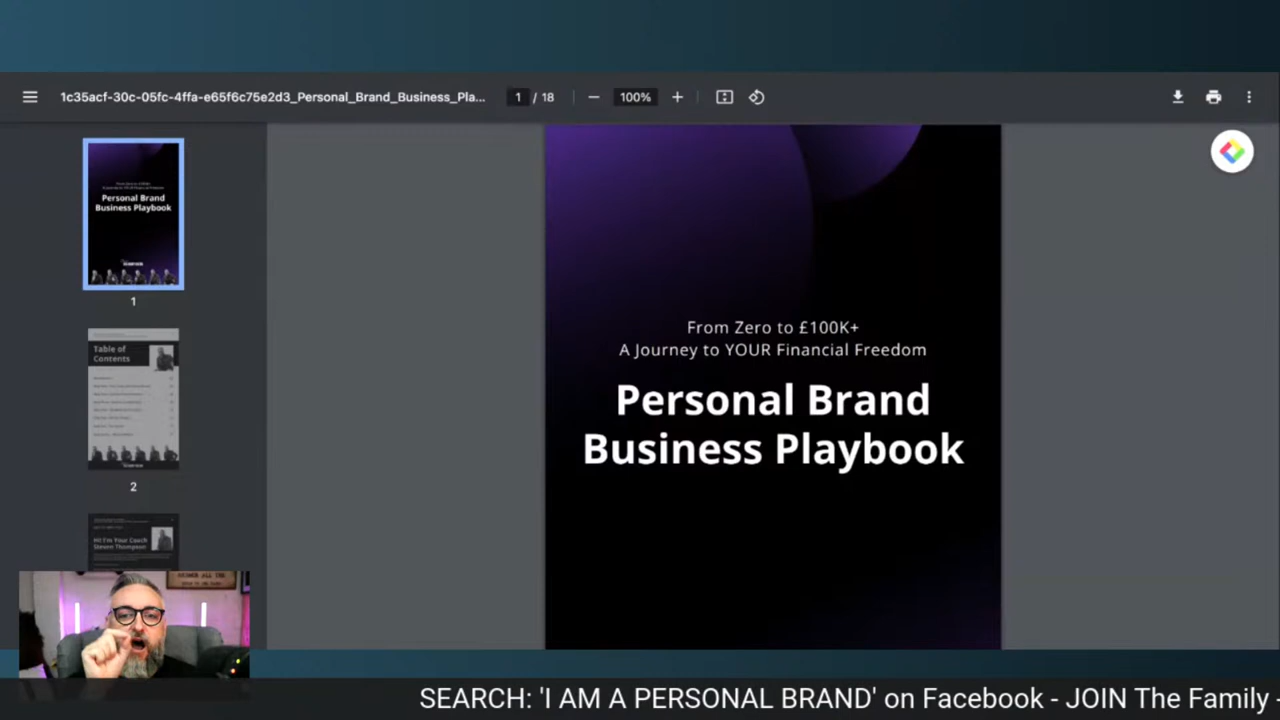 1c35acf-30c-05fc-4ffa-e65f6c75e2d3_Personal_Brand_Business_Pla... 1 / 18 100%
Personal Brand
Business Playbook
1
Table of
Contents
2
Hi! I'm Your Coach
Steven Thompson
From Zero to £100K+
A Journey to YOUR Financial Freedom
Personal Brand
Business Playbook
SEARCH: 'I AM A PERSONAL BRAND' on Facebook - JOIN The Family -